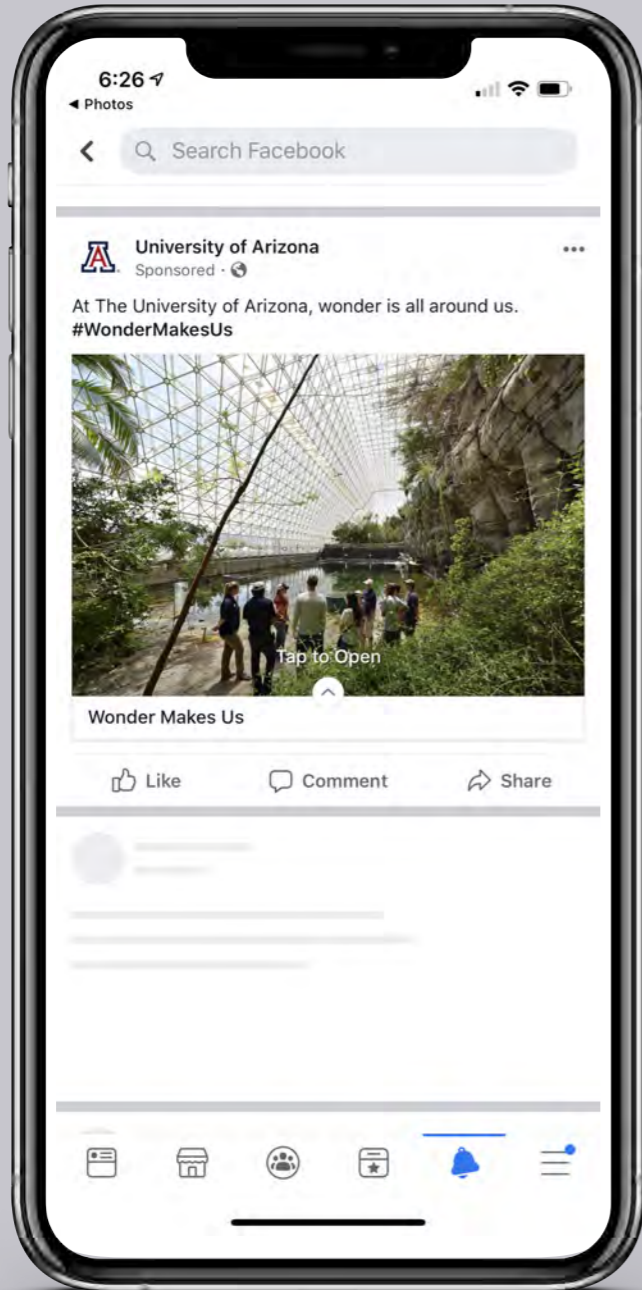 6:26
◀ Photos
Search Facebook
A
University of Arizona
Sponsored ·
At The University of Arizona, wonder is all around us.
#WonderMakesUs
Tap to Open
Wonder Makes Us
Like Comment Share